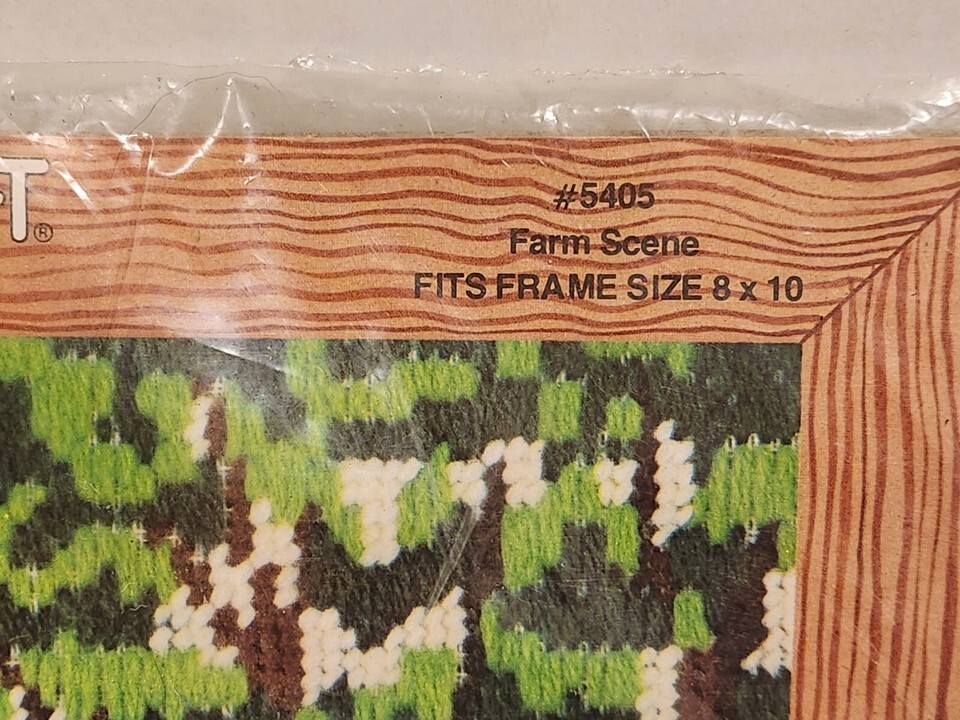 T®
#5405
Farm Scene
FITS FRAME SIZE 8 x 10